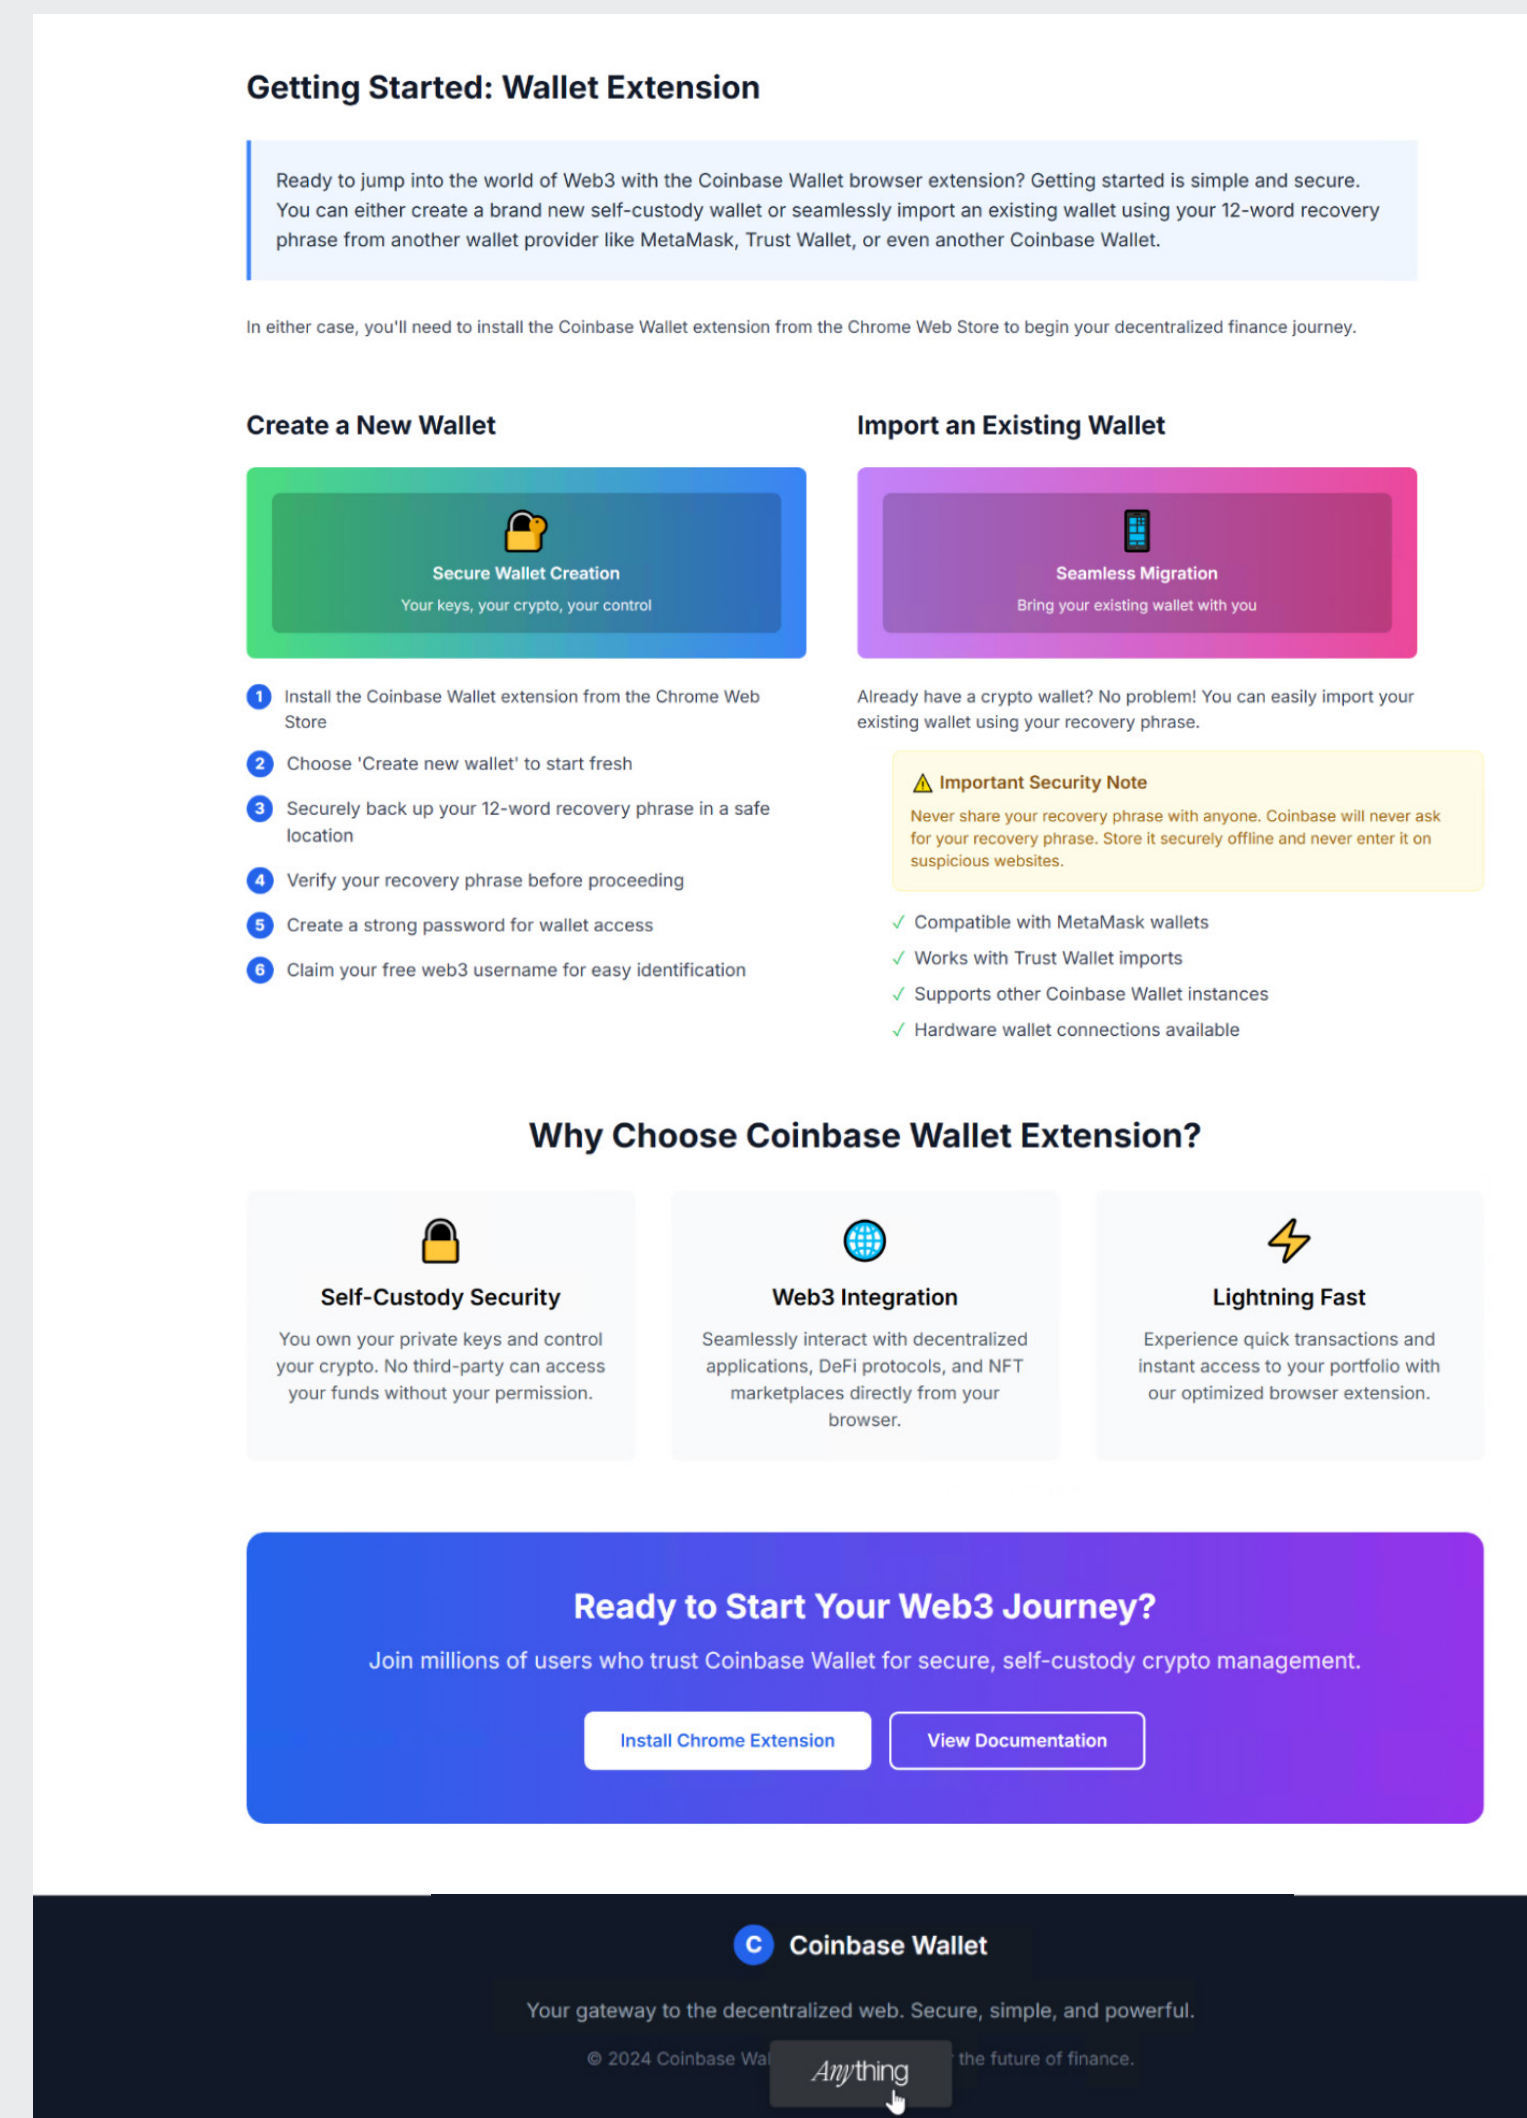 Getting Started: Wallet Extension
Ready to jump into the world of Web3 with the Coinbase Wallet browser extension? Getting started is simple and secure.
You can either create a brand new self-custody wallet or seamlessly import an existing wallet using your 12-word recovery
phrase from another wallet provider like MetaMask, Trust Wallet, or even another Coinbase Wallet.
In either case, you'll need to install the Coinbase Wallet extension from the Chrome Web Store to begin your decentralized finance journey.
Create a New Wallet
Secure Wallet Creation
Your keys, your crypto, your control
1 Install the Coinbase Wallet extension from the Chrome Web
Store
2 Choose 'Create new wallet' to start fresh
3 Securely back up your 12-word recovery phrase in a safe
location
4 Verify your recovery phrase before proceeding
5 Create a strong password for wallet access
6 Claim your free web3 username for easy identification
Import an Existing Wallet
Seamless Migration
Bring your existing wallet with you
Already have a crypto wallet? No problem! You can easily import your
existing wallet using your recovery phrase.
⚠ Important Security Note
Never share your recovery phrase with anyone. Coinbase will never ask
for your recovery phrase. Store it securely offline and never enter it on
suspicious websites.
✓ Compatible with MetaMask wallets
✓ Works with Trust Wallet imports
✓ Supports other Coinbase Wallet instances
✓ Hardware wallet connections available
Why Choose Coinbase Wallet Extension?
Self-Custody Security
You own your private keys and control
your crypto. No third-party can access
your funds without your permission.
Web3 Integration
Seamlessly interact with decentralized
applications, DeFi protocols, and NFT
marketplaces directly from your
browser.
Lightning Fast
Experience quick transactions and
instant access to your portfolio with
our optimized browser extension.
Ready to Start Your Web3 Journey?
Join millions of users who trust Coinbase Wallet for secure, self-custody crypto management.
Install Chrome Extension
View Documentation
C Coinbase Wallet
Your gateway to the decentralized web. Secure, simple, and powerful.
© 2024 Coinbase the future of finance.
Anything